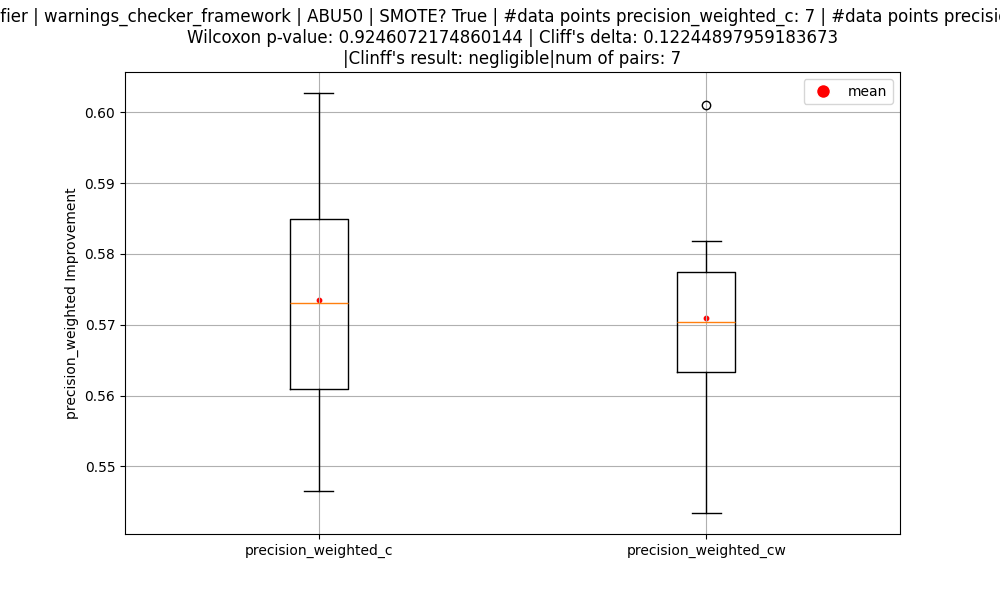 fier | warnings_checker_framework | ABU50 | SMOTE? True | #data points precision_weighted_c: 7 | #data points precisi
Wilcoxon p-value: 0.9246072174860144 | Cliff's delta: 0.12244897959183673
|Clinff's result: negligible|num of pairs: 7
mean
0.60
0.59
0.58
0.57
0.56
0.55
precision_weighted Improvement
precision_weighted_c
precision_weighted_cw